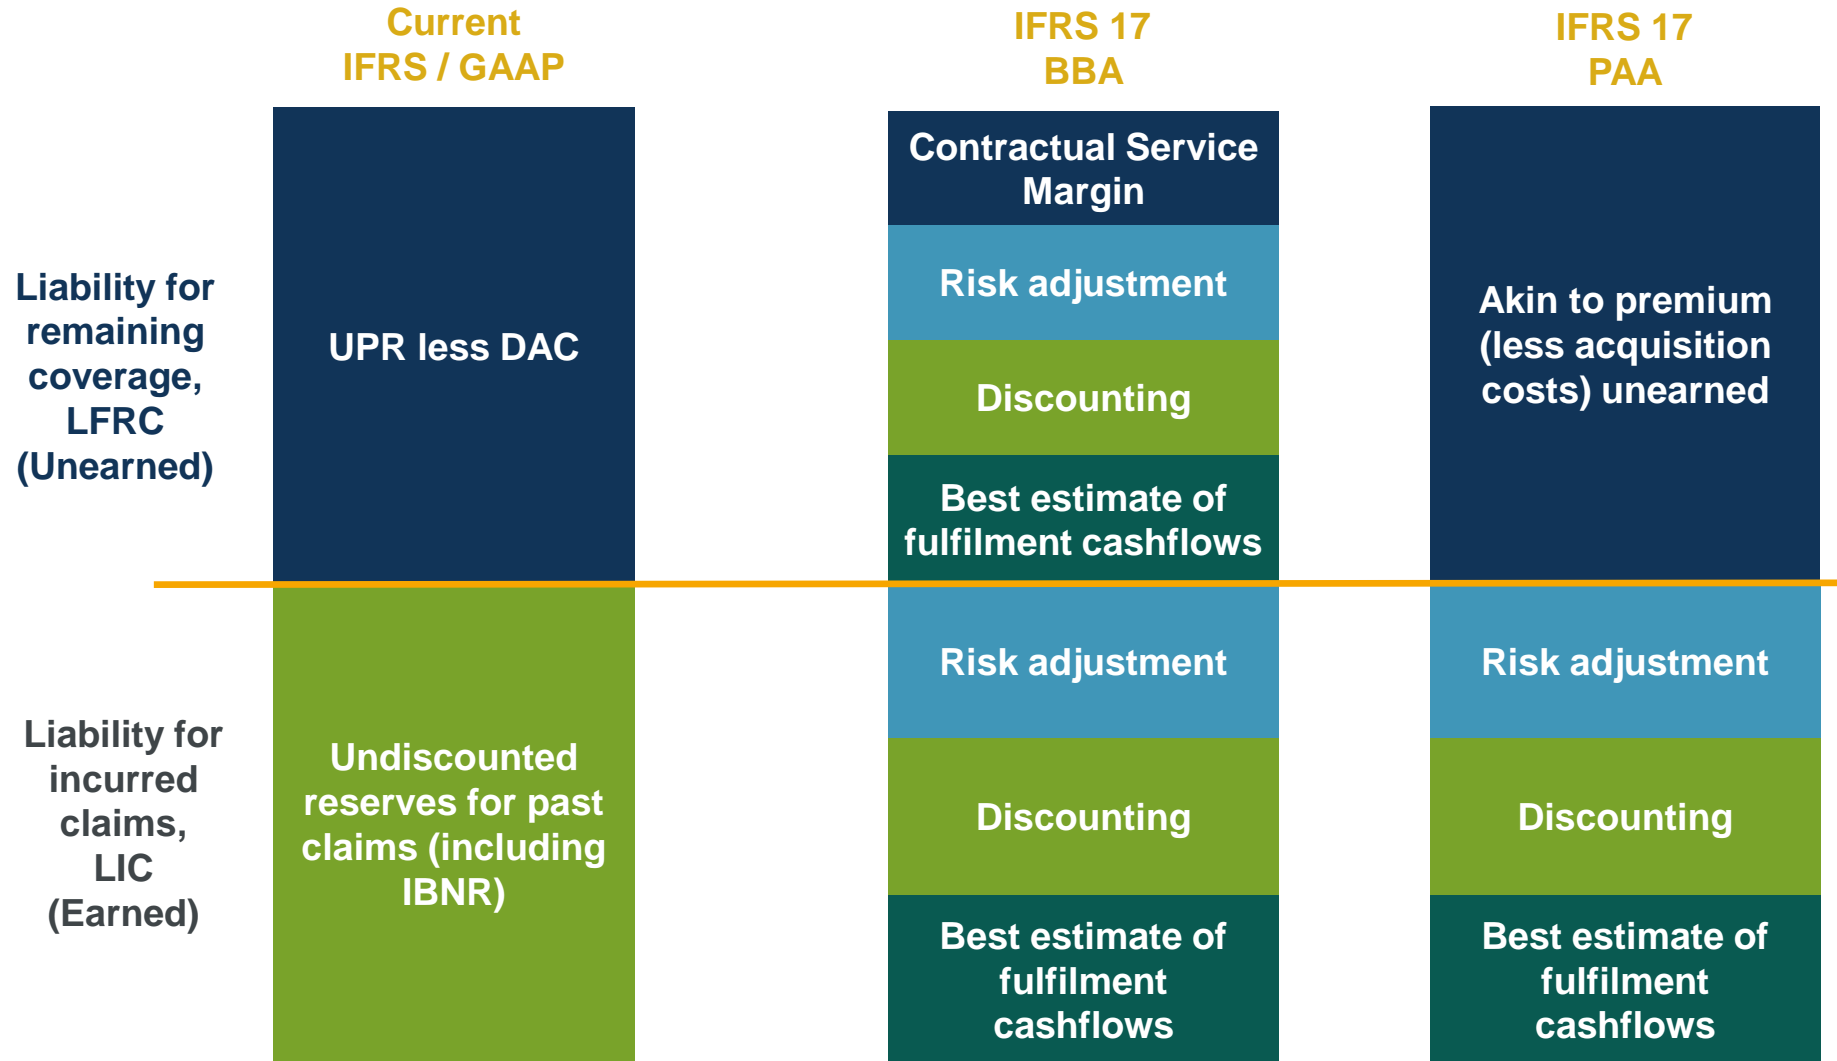 Current
IFRS / GAAP
IFRS 17
BBA
IFRS 17
PAA
Liability for
remaining
coverage,
LFRC
(Unearned)
UPR less DAC
Contractual Service
Margin
Risk adjustment
Discounting
Best estimate of
fulfilment cashflows
Akin to premium
(less acquisition
costs) unearned
Liability for
incurred
claims,
LIC
(Earned)
Undiscounted
reserves for past
claims (including
IBNR)
Risk adjustment
Discounting
Best estimate of
fulfilment
cashflows
Risk adjustment
Discounting
Best estimate of
fulfilment
cashflows